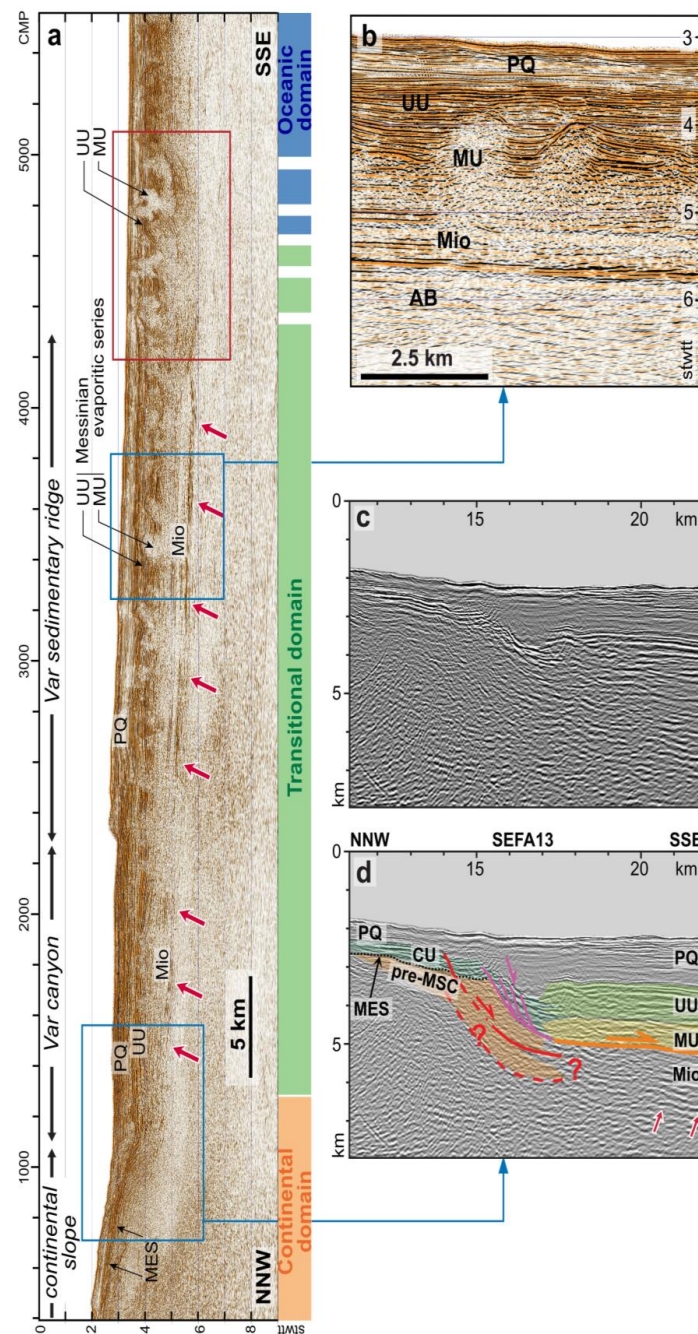 a
CMP
5000
4000
3000
2000
1000
0
2
4
6
8
stwtt
SSE
NNW
UU
MU
UU
MU
Messinian
evaporitic series
Mio
PQ
Mio
PQ
UU
MES
5 km
Var sedimentary ridge
Var canyon
continental
slope
Oceanic
domain
Transitional domain
Continental
domain
b
PQ
UU
MU
Mio
AB
3
4
5
6
stwtt
2.5 km
c
0
5
km
15
20
km
NNW
SEFA13
SSE
d
0
5
km
15
20
km
PQ
CU
MES
pre-MSC
?
?
PQ
UU
MU
Mio